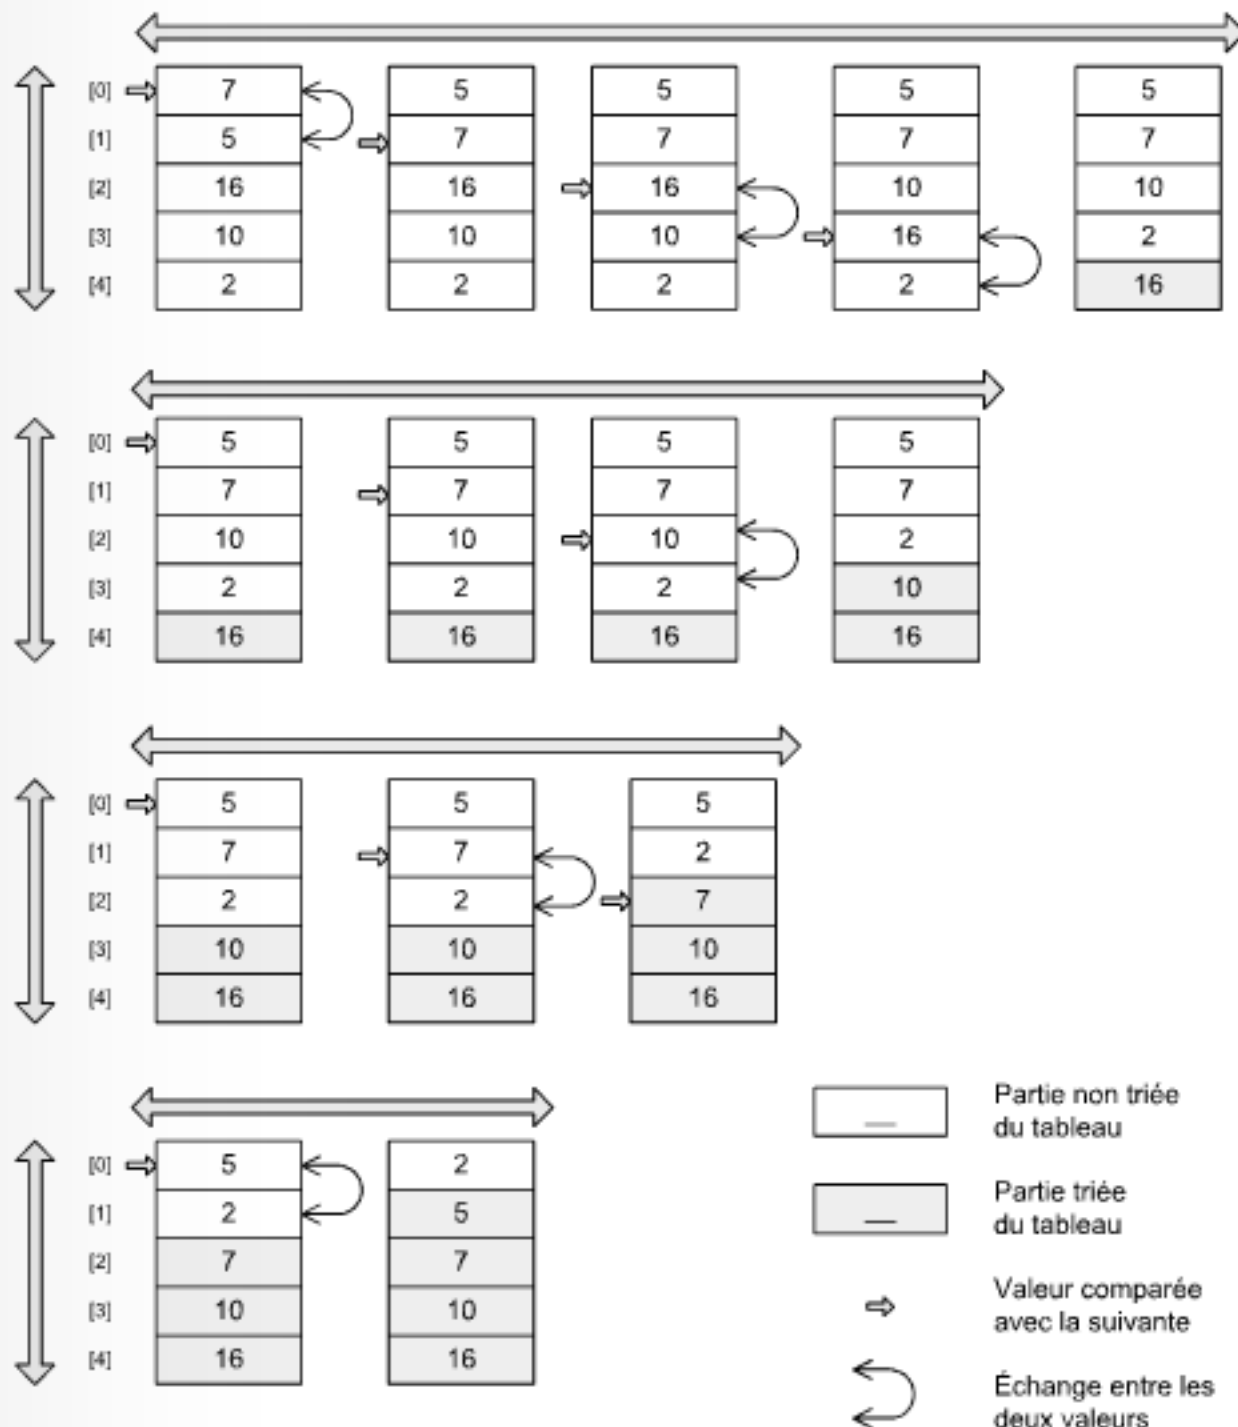 [0] 7 5 5 5 5
[1] 5 7 7 7 7
[2] 16 16 16 10 10
[3] 10 10 10 16 2
[4] 2 2 2 2 16
[0] 5 5 5 5
[1] 7 7 7 7
[2] 10 10 10 2
[3] 2 2 2 10
[4] 16 16 16 16
[0] 5 5 5
[1] 7 7 2
[2] 2 2 7
[3] 10 10 10
[4] 16 16 16
[0] 5 2
[1] 2 5
[2] 7 7
[3] 10 10
[4] 16 16
Partie non triée
du tableau
Partie triée
du tableau
Valeur comparée
avec la suivante
Échange entre les
deux valeurs